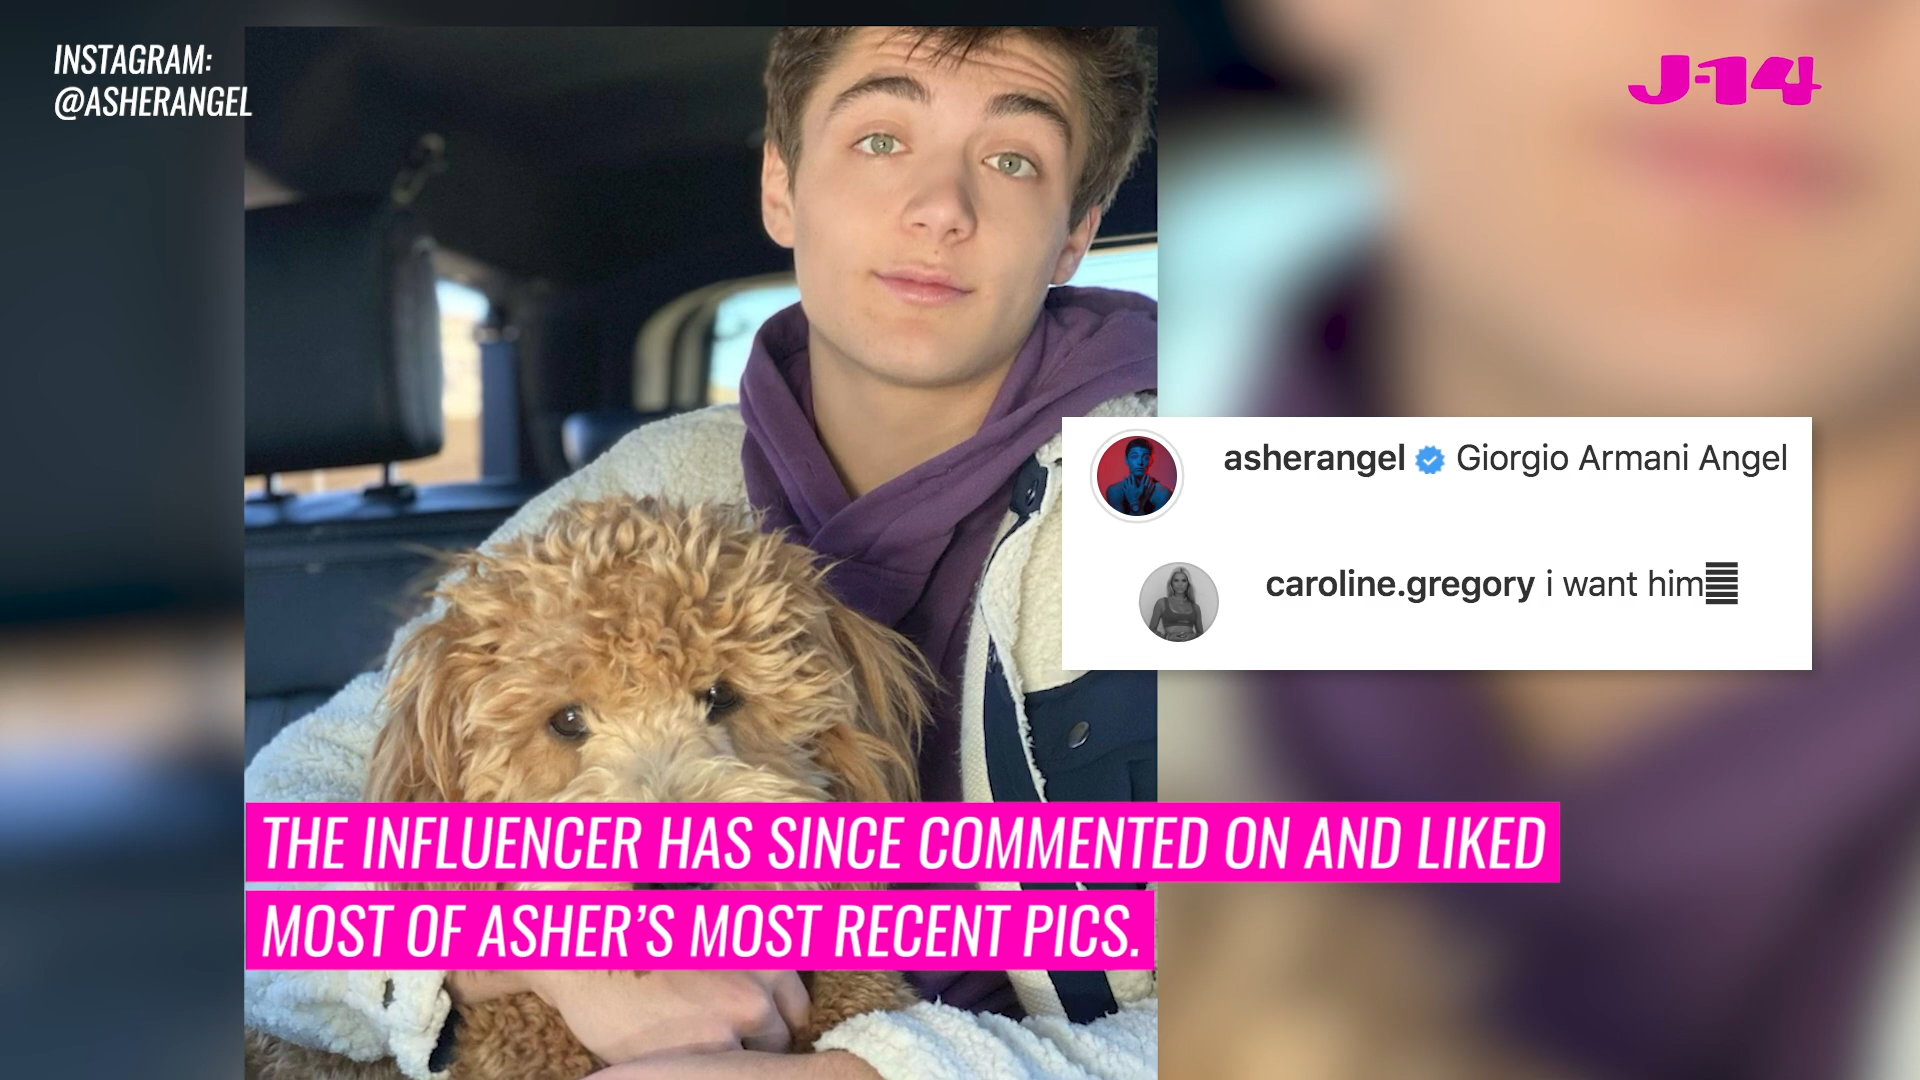 INSTAGRAM:
@ASHERANGEL
J-14
asherangel Giorgio Armani Angel
caroline.gregory i want him
THE INFLUENCER HAS SINCE COMMENTED ON AND LIKED
MOST OF ASHER’S MOST RECENT PICS.